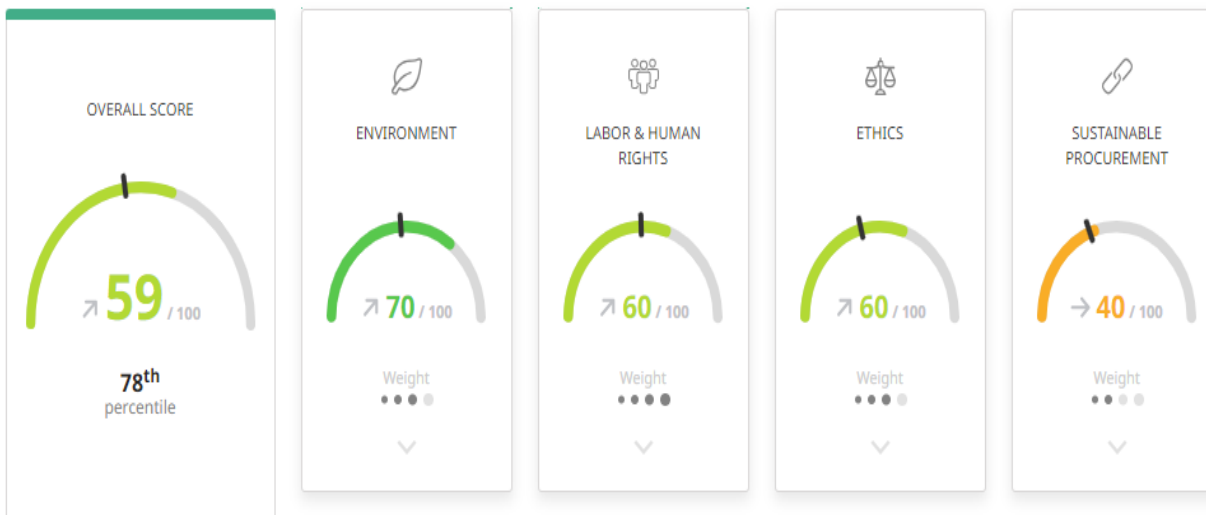 OVERALL SCORE
59 / 100
78th
percentile
ENVIRONMENT
70 / 100
Weight
LABOR & HUMAN
RIGHTS
60 / 100
Weight
ETHICS
60 / 100
Weight
SUSTAINABLE
PROCUREMENT
40 / 100
Weight